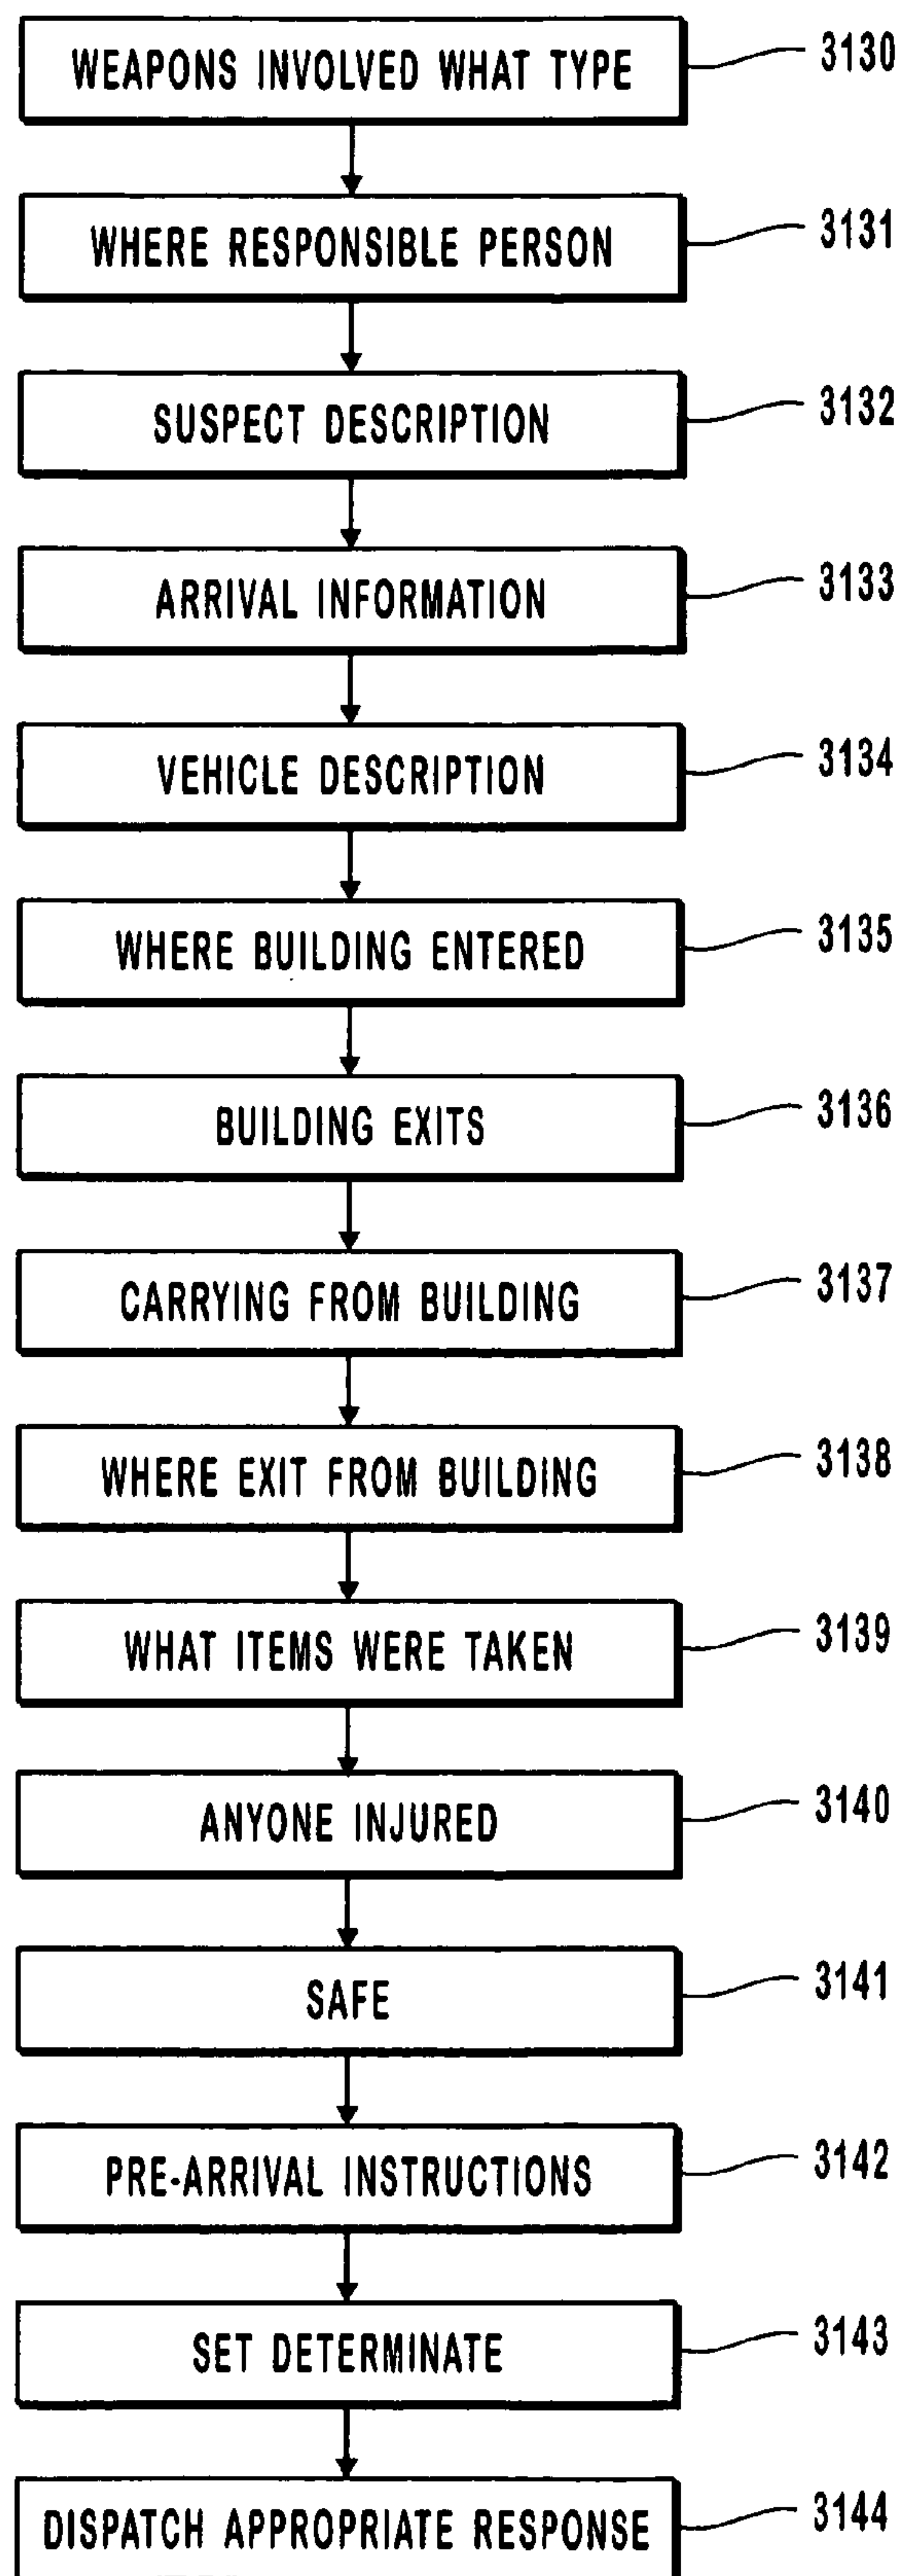 WEAPONS INVOLVED WHAT TYPE 3130
WHERE RESPONSIBLE PERSON 3131
SUSPECT DESCRIPTION 3132
ARRIVAL INFORMATION 3133
VEHICLE DESCRIPTION 3134
WHERE BUILDING ENTERED 3135
BUILDING EXITS 3136
CARRYING FROM BUILDING 3137
WHERE EXIT FROM BUILDING 3138
WHAT ITEMS WERE TAKEN 3139
ANYONE INJURED 3140
SAFE 3141
PRE-ARRIVAL INSTRUCTIONS 3142
SET DETERMINATE 3143
DISPATCH APPROPRIATE RESPONSE 3144